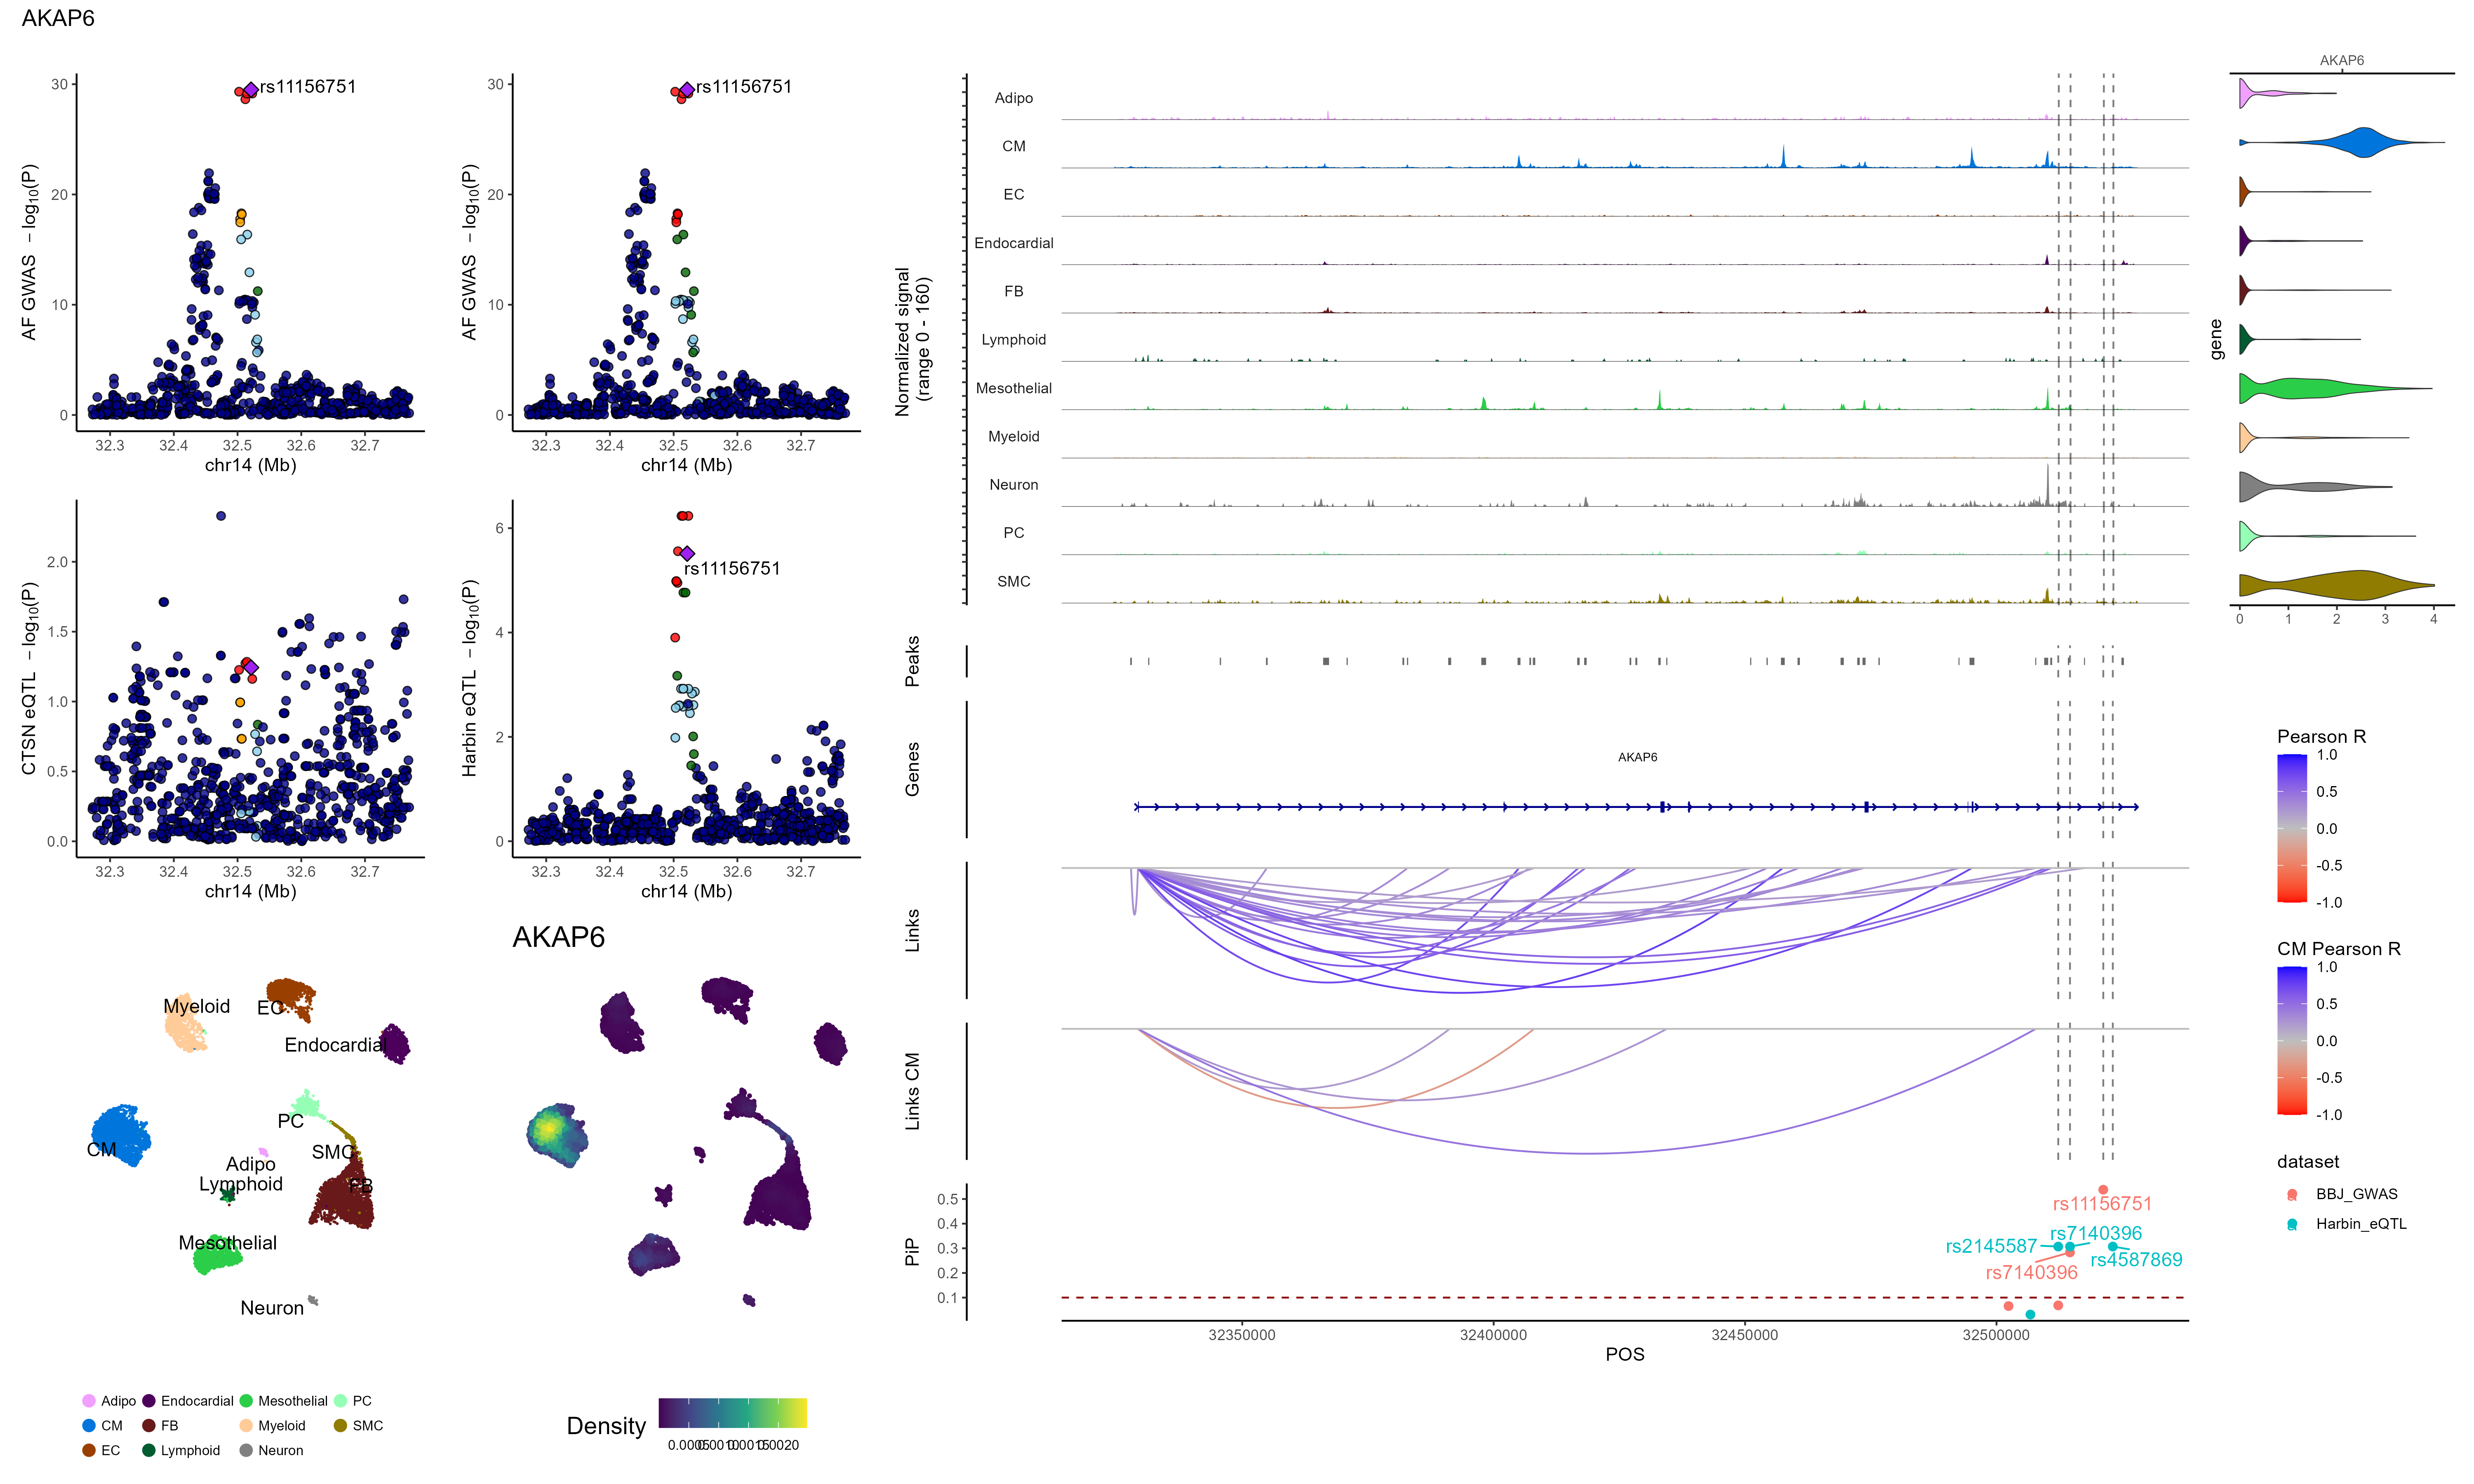 AKAP6
30
20
10
0
AF GWAS −log10(P)
rs11156751
32.3 32.4 32.5 32.6 32.7
chr14 (Mb)
30
20
10
0
AF GWAS −log10(P)
rs11156751
32.3 32.4 32.5 32.6 32.7
chr14 (Mb)
2.0
1.5
1.0
0.5
0.0
CTSN eQTL −log10(P)
32.3 32.4 32.5 32.6 32.7
chr14 (Mb)
6
4
2
0
Harbin eQTL −log10(P)
rs11156751
32.3 32.4 32.5 32.6 32.7
chr14 (Mb)
Myeloid
EC
Endocardial
PC
CM
SMC
Adipo
Lymphoid
FB
Mesothelial
Neuron
Adipo Endocardial Mesothelial PC
CM FB Myeloid SMC
EC Lymphoid Neuron
AKAP6
Density
0.0005 0.0010 0.0015 0.0020
Normalized signal
(range 0 - 160)
Adipo
CM
EC
Endocardial
FB
Lymphoid
Mesothelial
Myeloid
Neuron
PC
SMC
Peaks
Genes
AKAP6
Links
Links CM
PiP
0.5
0.4
0.3
0.2
0.1
rs11156751
rs7140396
rs2145587
rs4587869
rs7140396
32350000 32400000 32450000 32500000
POS
AKAP6
gene
0 1 2 3 4
Pearson R
1.0
0.5
0.0
-0.5
-1.0
CM Pearson R
1.0
0.5
0.0
-0.5
-1.0
dataset
BBJ_GWAS
Harbin_eQTL